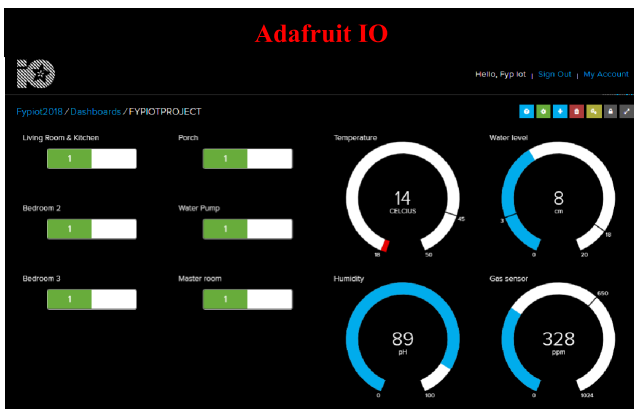 Adafruit IO
Hello, Fyp Iot | Sign Out | My Account
Fypiot2018 / Dashboards / FYPIOTPROJECT
Living Room & Kitchen Porch Temperature Water level
1 1
14
CELCIUS
45
18 50
8
cm
3 18
0 20
Bedroom 2 Water Pump
1 1
Bedroom 3 Master room Humidity Gas sensor
1 1
89
pH
0 100
650
328
ppm
0 1024